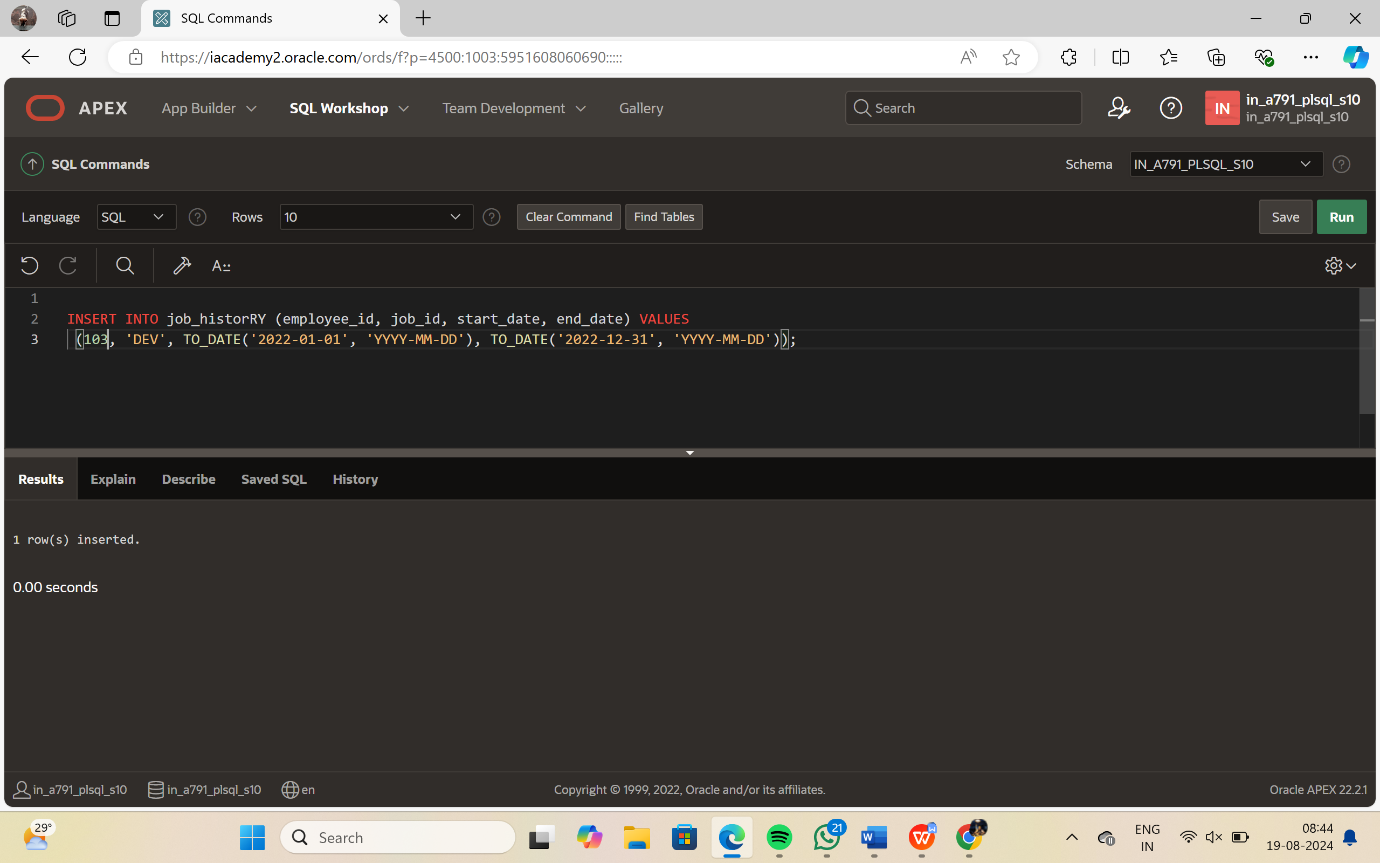 SQL Commands
https://iacademy2.oracle.com/ords/f?p=4500:1003:5951608060690:::::
APEX App Builder SQL Workshop Team Development Gallery Search IN in_a791_plsql_s10
in_a791_plsql_s10
SQL Commands Schema IN_A791_PLSQL_S10
Language SQL Rows 10 Clear Command Find Tables Save Run
1
2 INSERT INTO job_historRY (employee_id, job_id, start_date, end_date) VALUES
3 (103, 'DEV', TO_DATE('2022-01-01', 'YYYY-MM-DD'), TO_DATE('2022-12-31', 'YYYY-MM-DD'));
Results Explain Describe Saved SQL History
1 row(s) inserted.
0.00 seconds
in_a791_plsql_s10 in_a791_plsql_s10 en Copyright © 1999, 2022, Oracle and/or its affiliates. Oracle APEX 22.2.1
29° Search 21 ENG 08:44
IN 19-08-2024